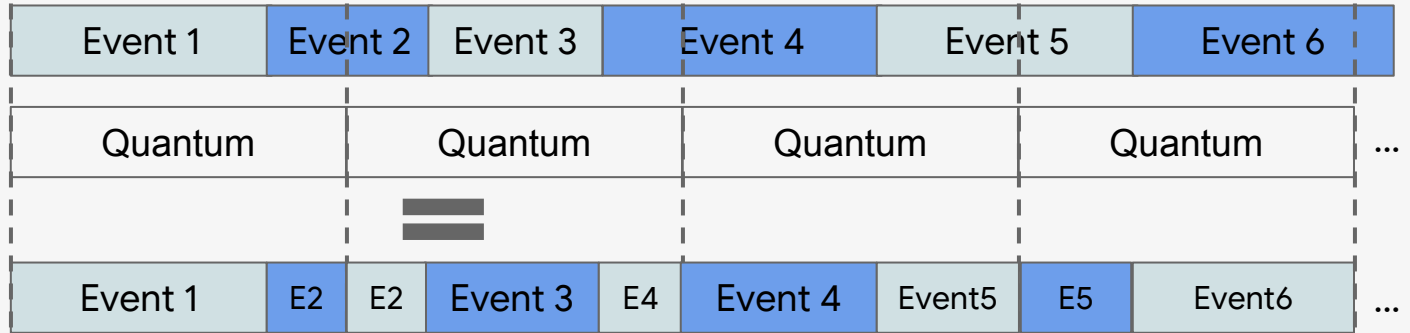 Event 1 Event 2 Event 3 Event 4 Event 5 Event 6
Quantum Quantum Quantum Quantum ...
Event 1 E2 E2 Event 3 E4 Event 4 Event5 E5 Event6 ...